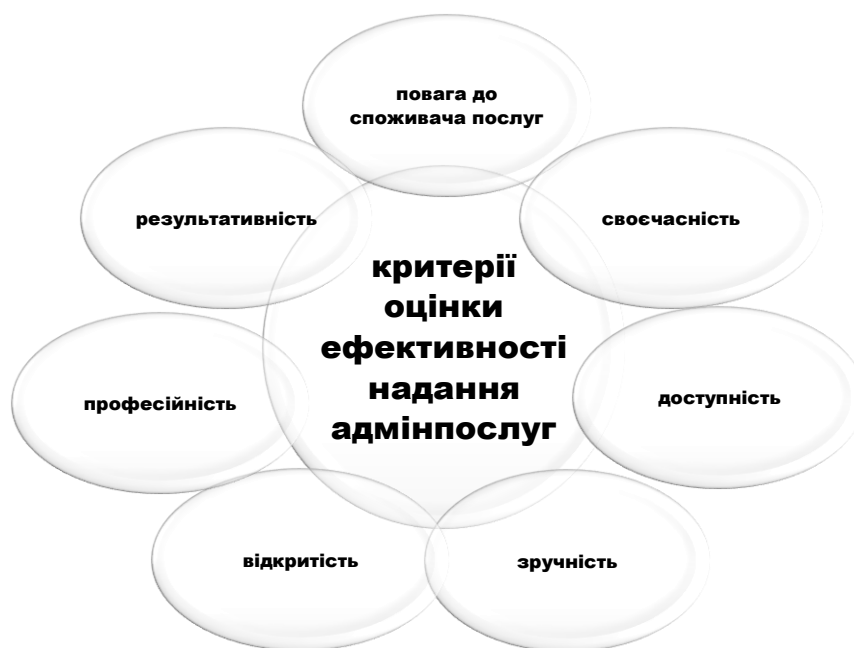 повага до
споживача послуг
результативність
своєчасність
критерії
оцінки
ефективності
надання
адмінпослуг
професійність
доступність
відкритість
зручність